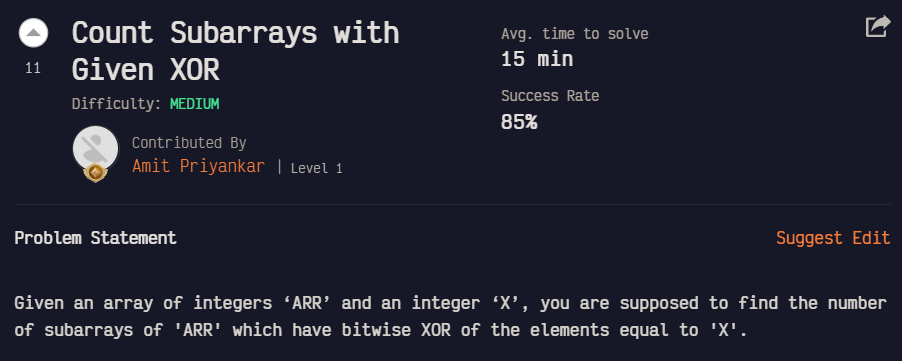 Count Subarrays with
Given XOR
11
Difficulty: MEDIUM
Contributed By
Amit Priyankar | Level 1
Avg. time to solve
15 min
Success Rate
85%
Problem Statement
Suggest Edit
Given an array of integers ‘ARR’ and an integer ‘X’, you are supposed to find the number
of subarrays of 'ARR' which have bitwise XOR of the elements equal to 'X'.